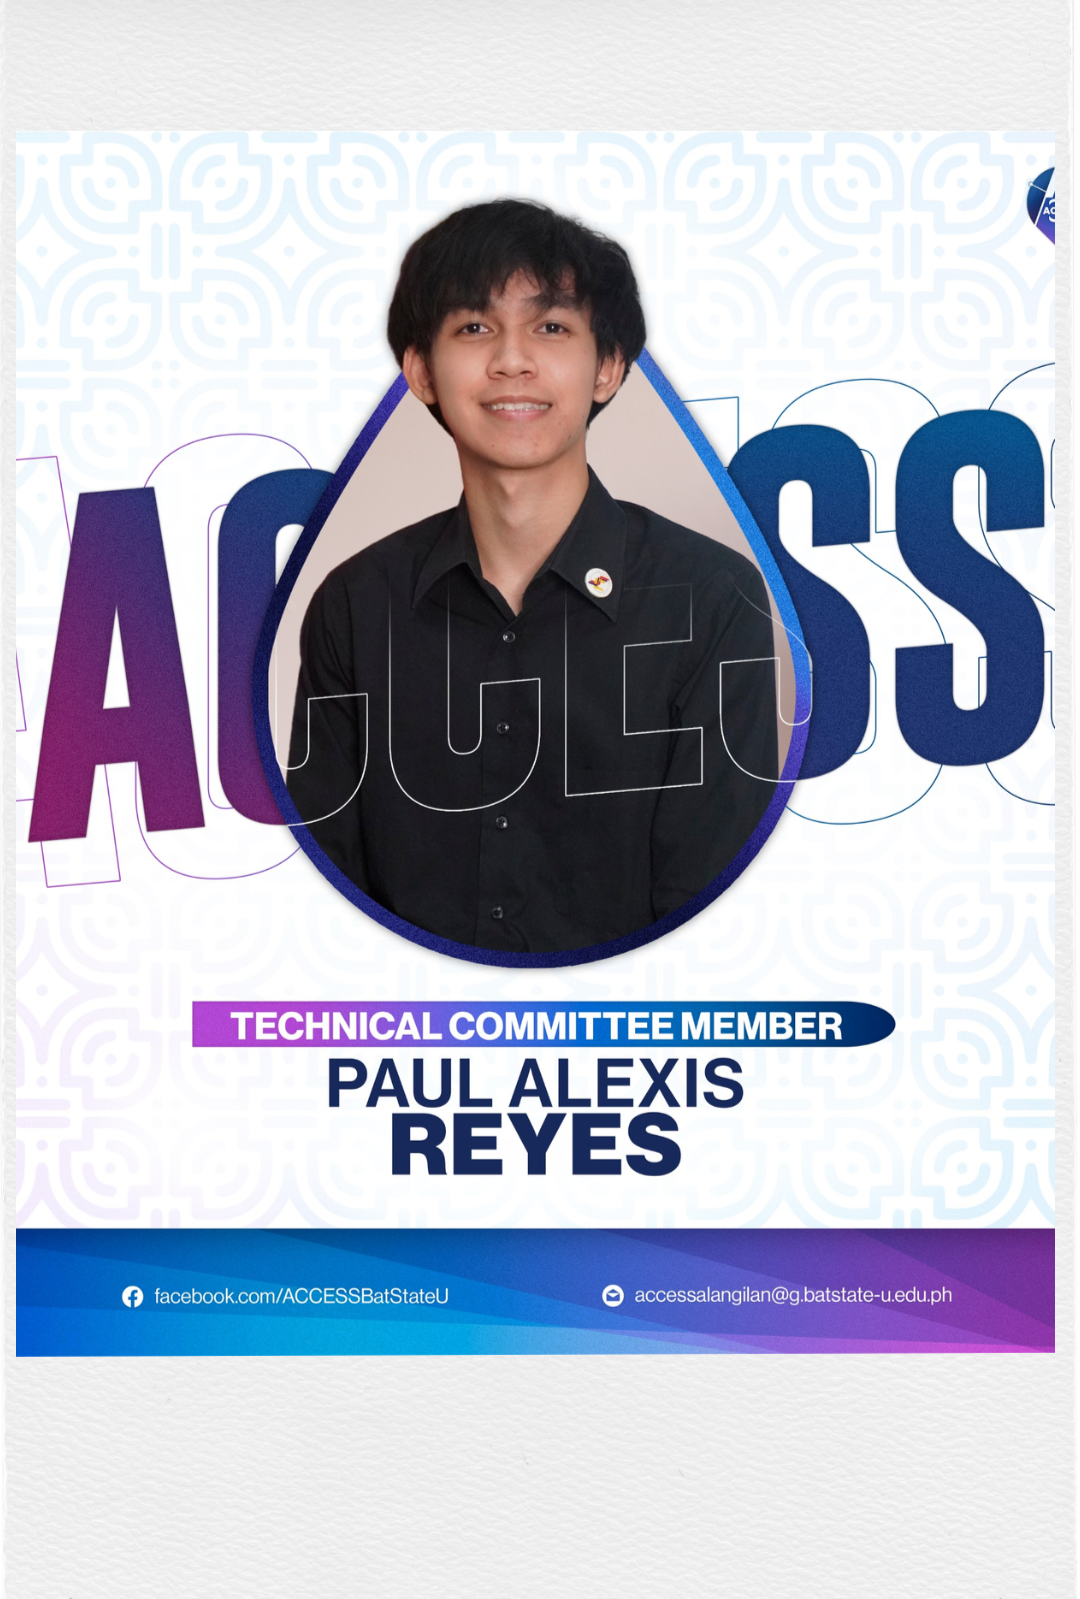 ACCESS
TECHNICAL COMMITTEE MEMBER
PAUL ALEXIS
REYES
facebook.com/ACCESSBatStateU
accessalangilan@g.batstate-u.edu.ph